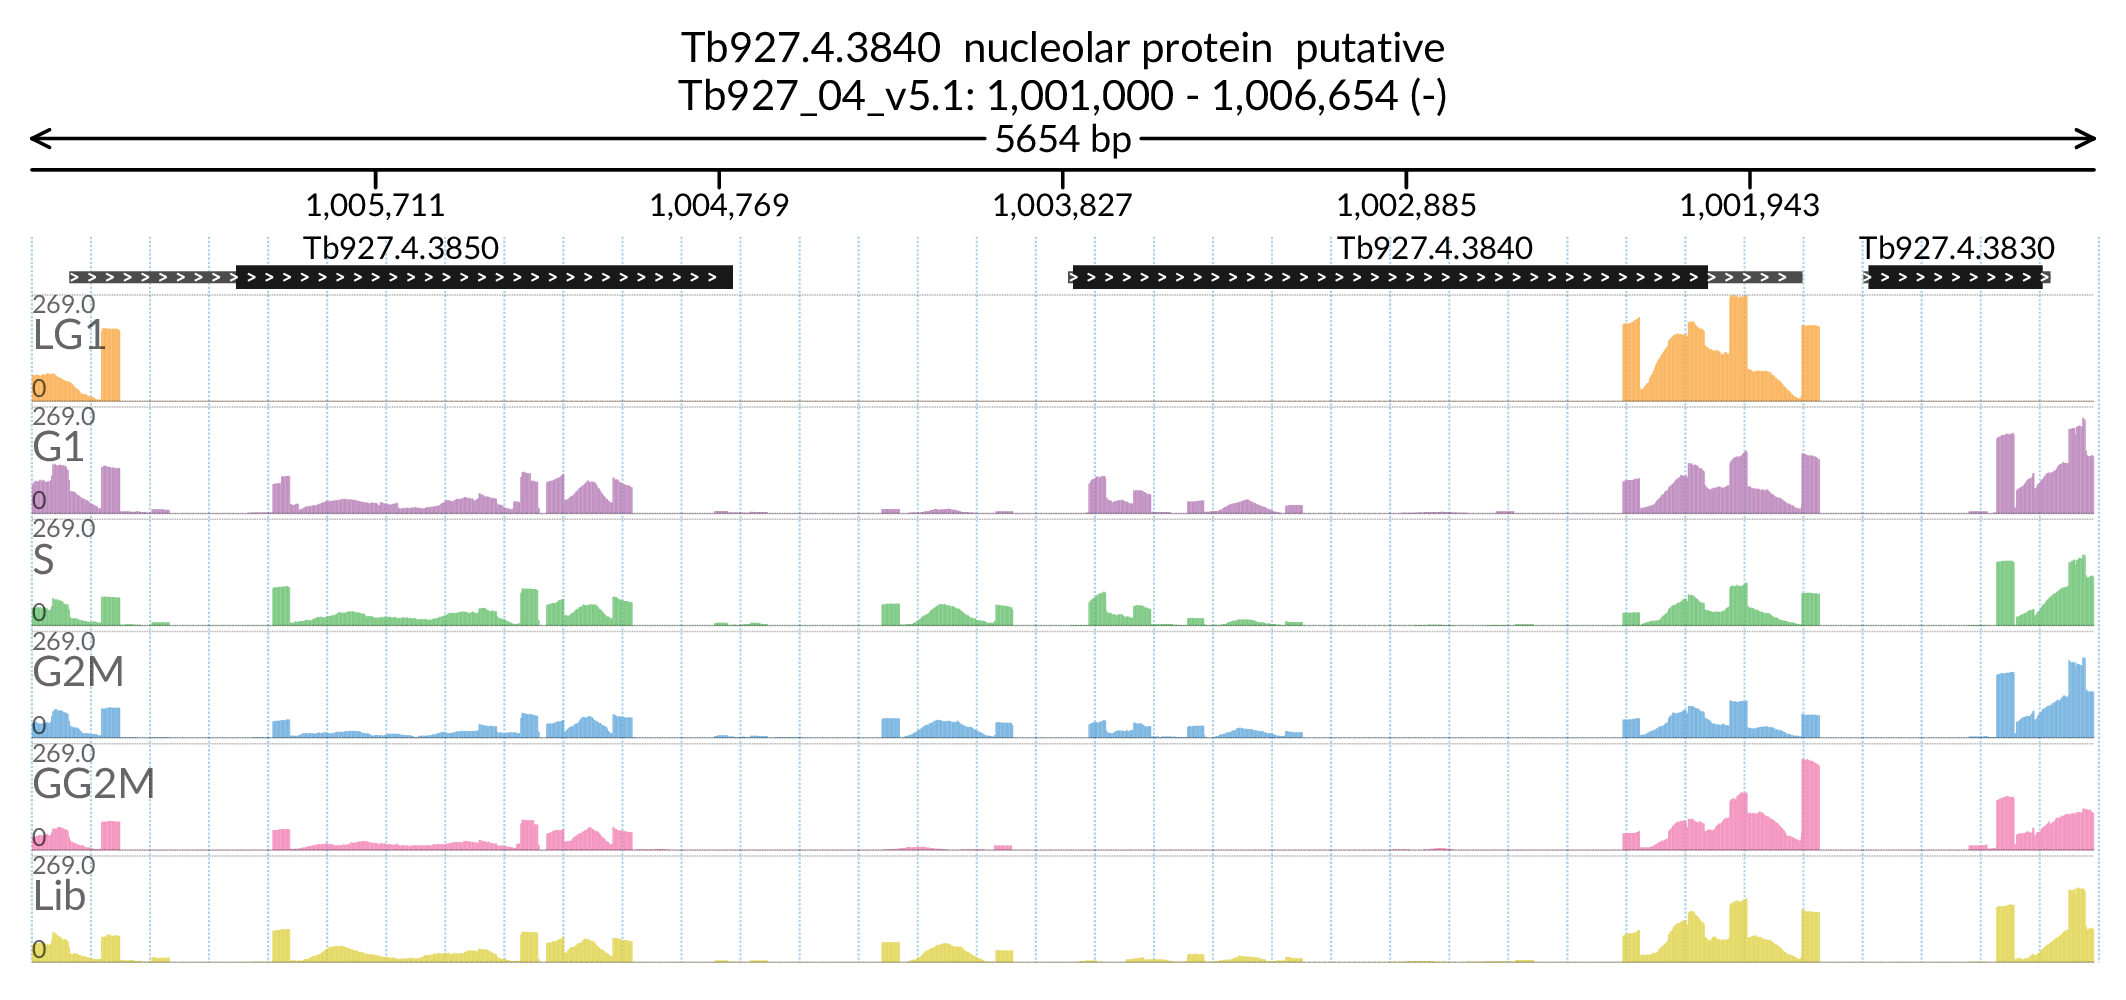 Tb927.4.3840  nucleolar protein  putative
Tb927_04_v5.1: 1,001,000 - 1,006,654 (-)
5654 bp
1,005,711 1,004,769 1,003,827 1,002,885 1,001,943
Tb927.4.3850 Tb927.4.3840 Tb927.4.3830
269.0
LG1
0
269.0
G1
0
269.0
S
0
269.0
G2M
0
269.0
GG2M
0
269.0
Lib
0